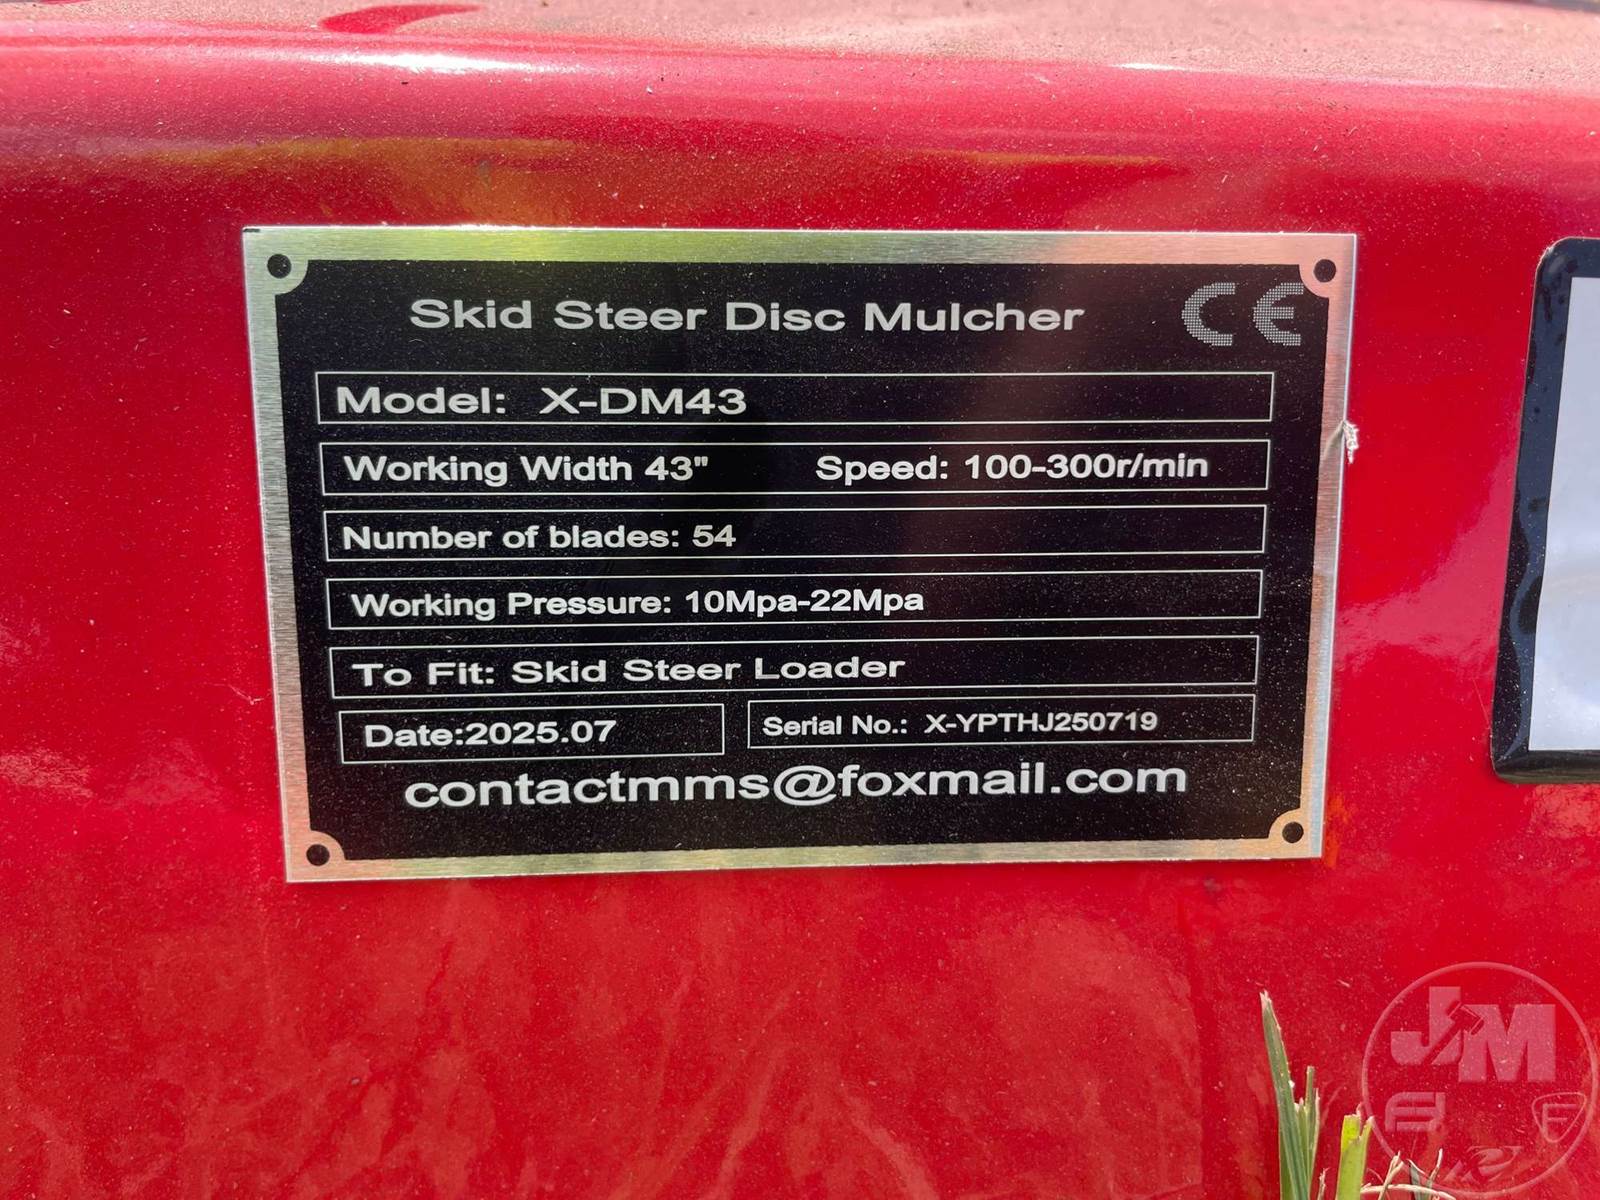 Skid Steer Disc Mulcher CE
Model: X-DM43
Working Width 43" Speed: 100-300r/min
Number of blades: 54
Working Pressure: 10Mpa-22Mpa
To Fit: Skid Steer Loader
Date:2025.07 Serial No.: X-YPTHJ250719
contactmms@foxmail.com
JM